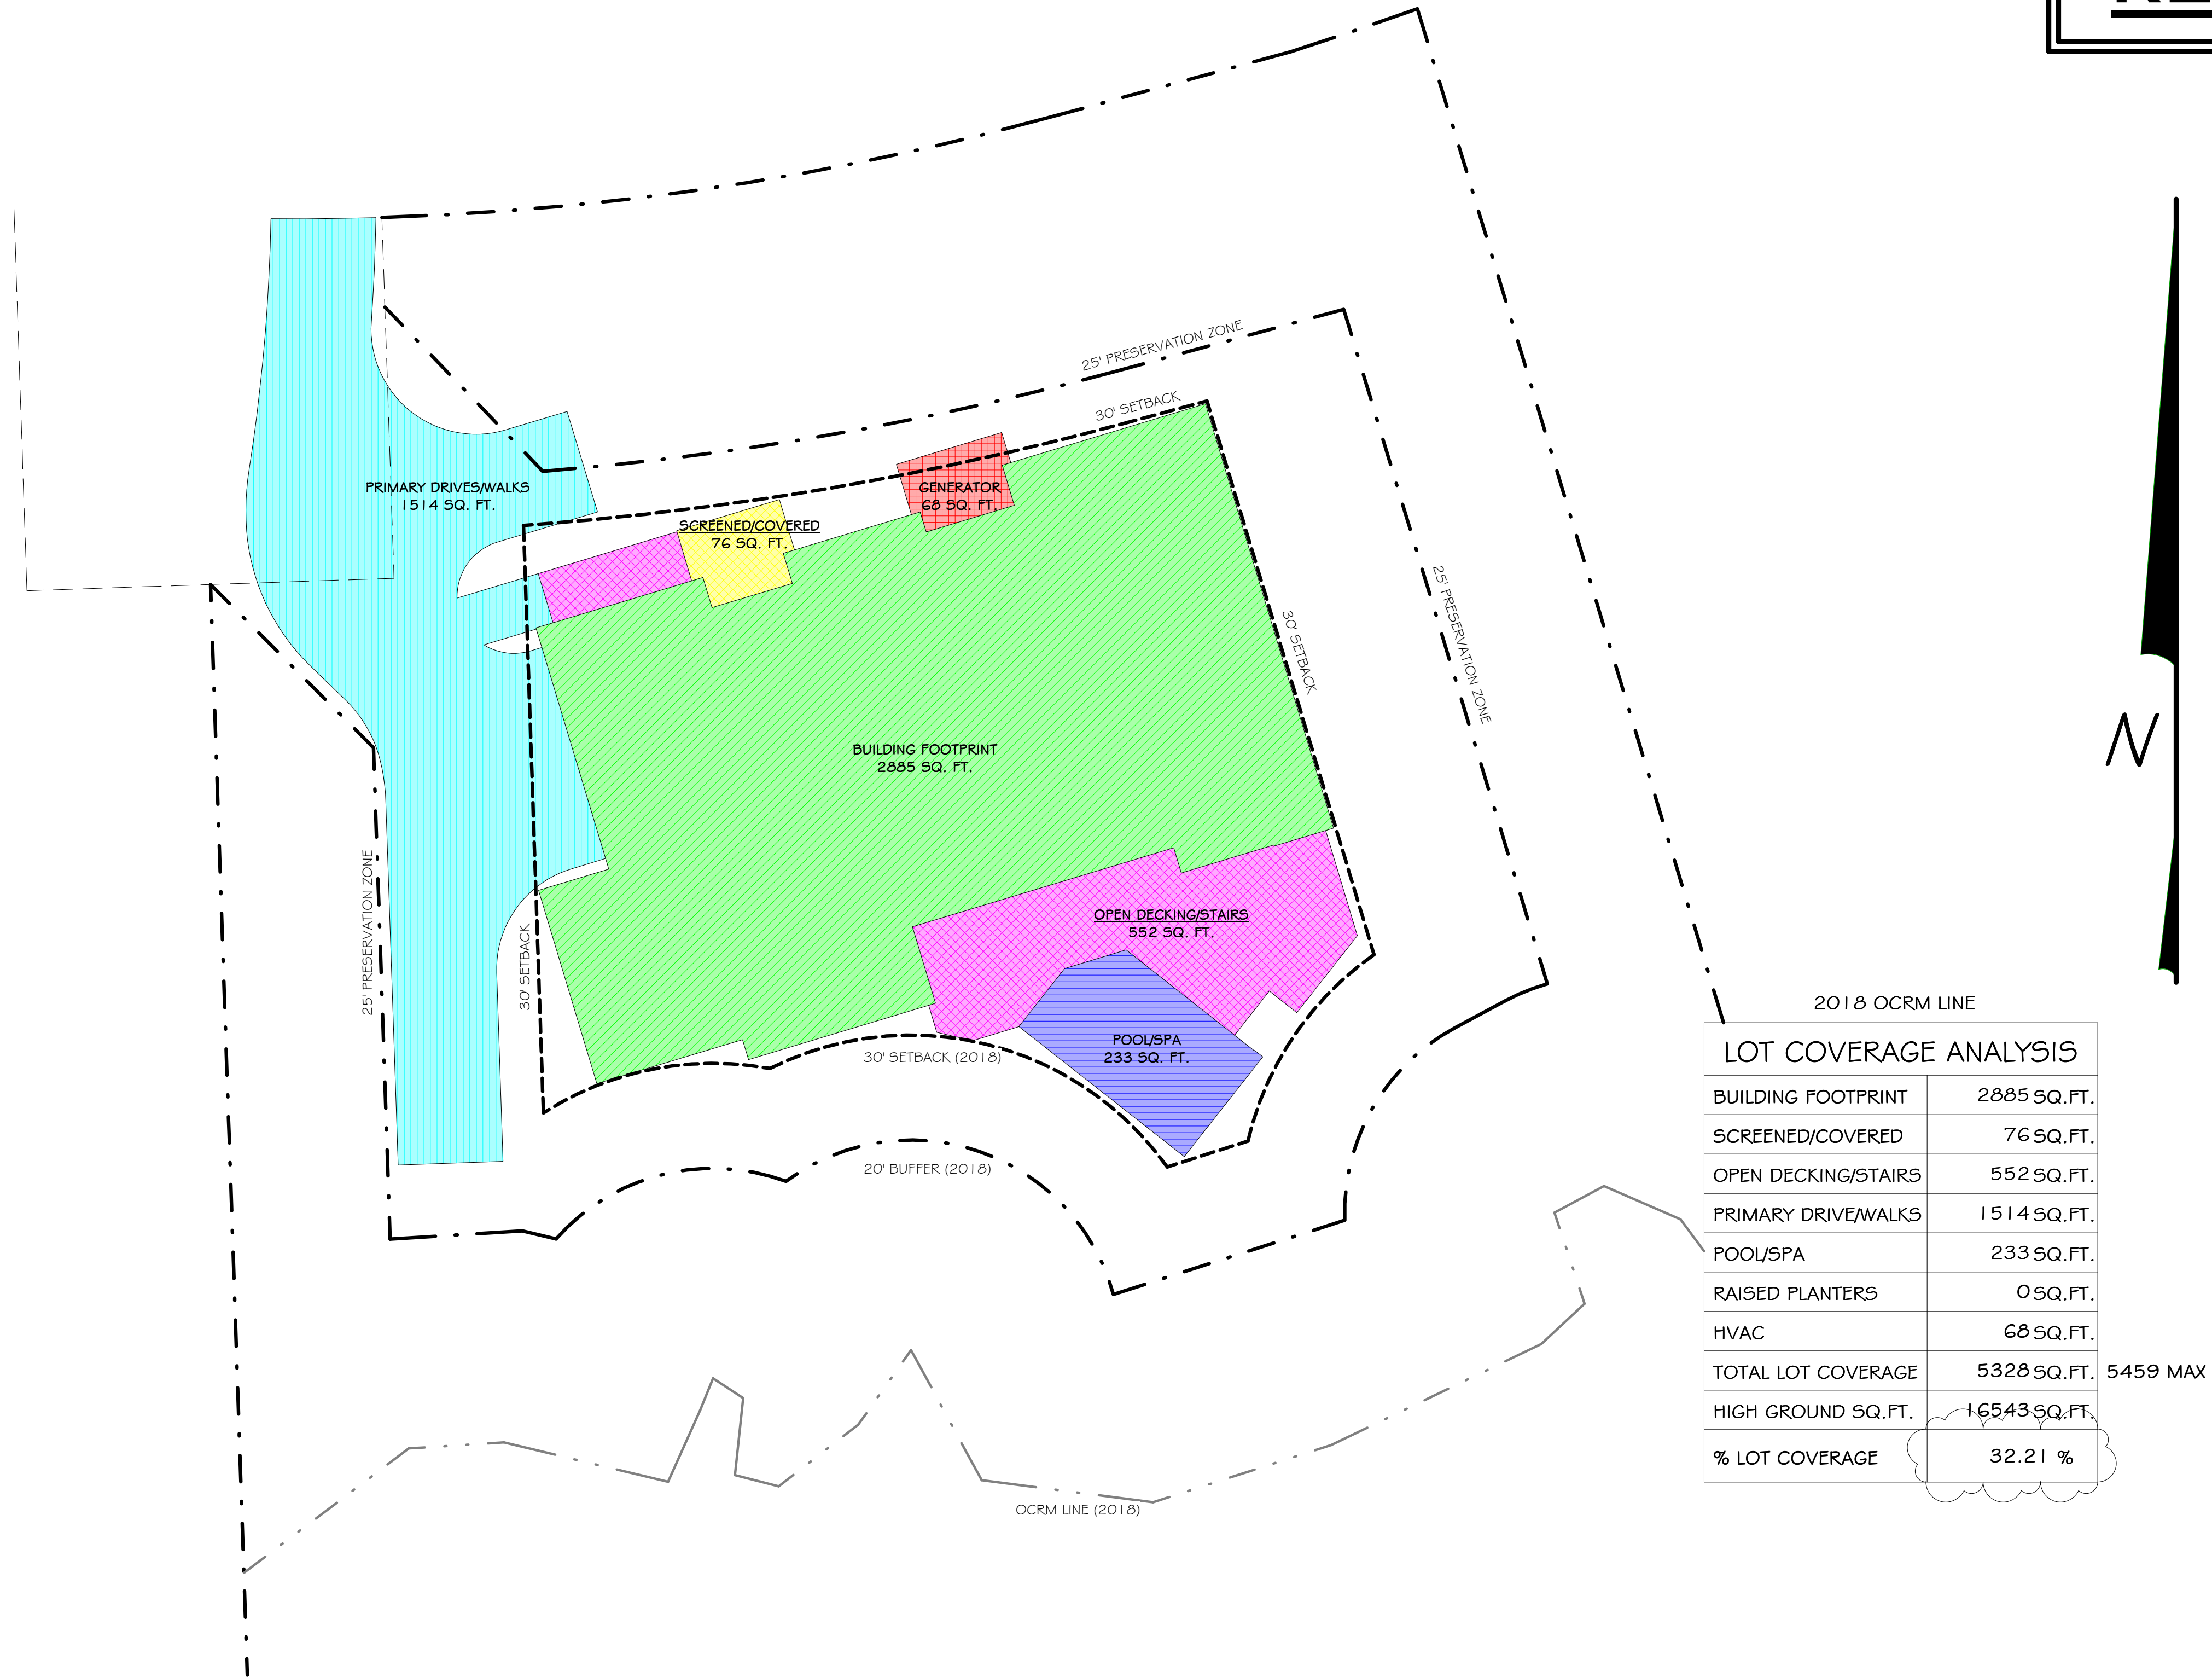 25' PRESERVATION ZONE
30' SETBACK
PRIMARY DRIVES/WALKS
1514 SQ. FT.
GENERATOR
68 SQ. FT.
SCREENED/COVERED
76 SQ. FT.
25' PRESERVATION ZONE
30' SETBACK
BUILDING FOOTPRINT
2885 SQ. FT.
N
25' PRESERVATION ZONE
30' SETBACK
OPEN DECKING/STAIRS
552 SQ. FT.
POOL/SPA
233 SQ. FT.
30' SETBACK (2018)
20' BUFFER (2018)
OCRM LINE (2018)
2018 OCRM LINE
LOT COVERAGE ANALYSIS
BUILDING FOOTPRINT 2885 SQ.FT.
SCREENED/COVERED 76 SQ.FT.
OPEN DECKING/STAIRS 552 SQ.FT.
PRIMARY DRIVE/WALKS 1514 SQ.FT.
POOL/SPA 233 SQ.FT.
RAISED PLANTERS 0 SQ.FT.
HVAC 68 SQ.FT.
TOTAL LOT COVERAGE 5328 SQ.FT. 5459 MAX
HIGH GROUND SQ.FT. 16543 SQ.FT.
% LOT COVERAGE 32.21 %